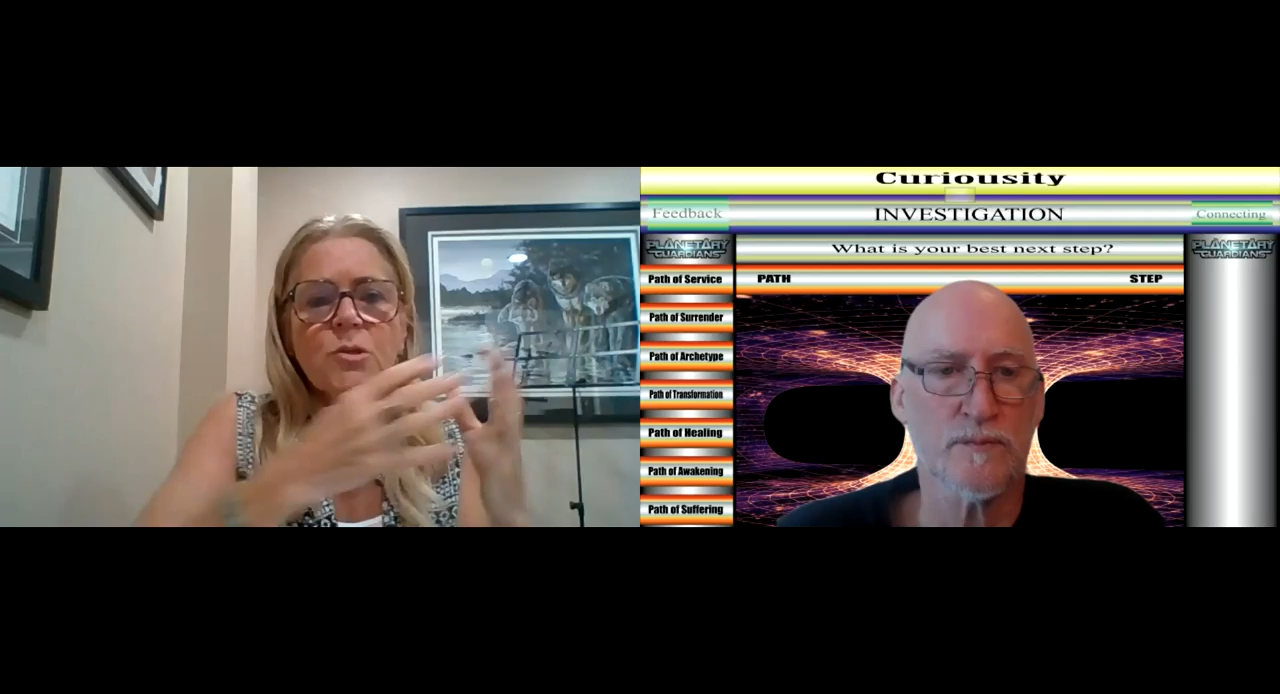 Curiousity
Feedback
INVESTIGATION
Connecting
PLANETARY
GUARDIANS
What is your best next step?
PLANETARY
GUARDIANS
Path of Service
PATH
STEP
Path of Surrender
Path of Archetype
Path of Transformation
Path of Healing
Path of Awakening
Path of Suffering